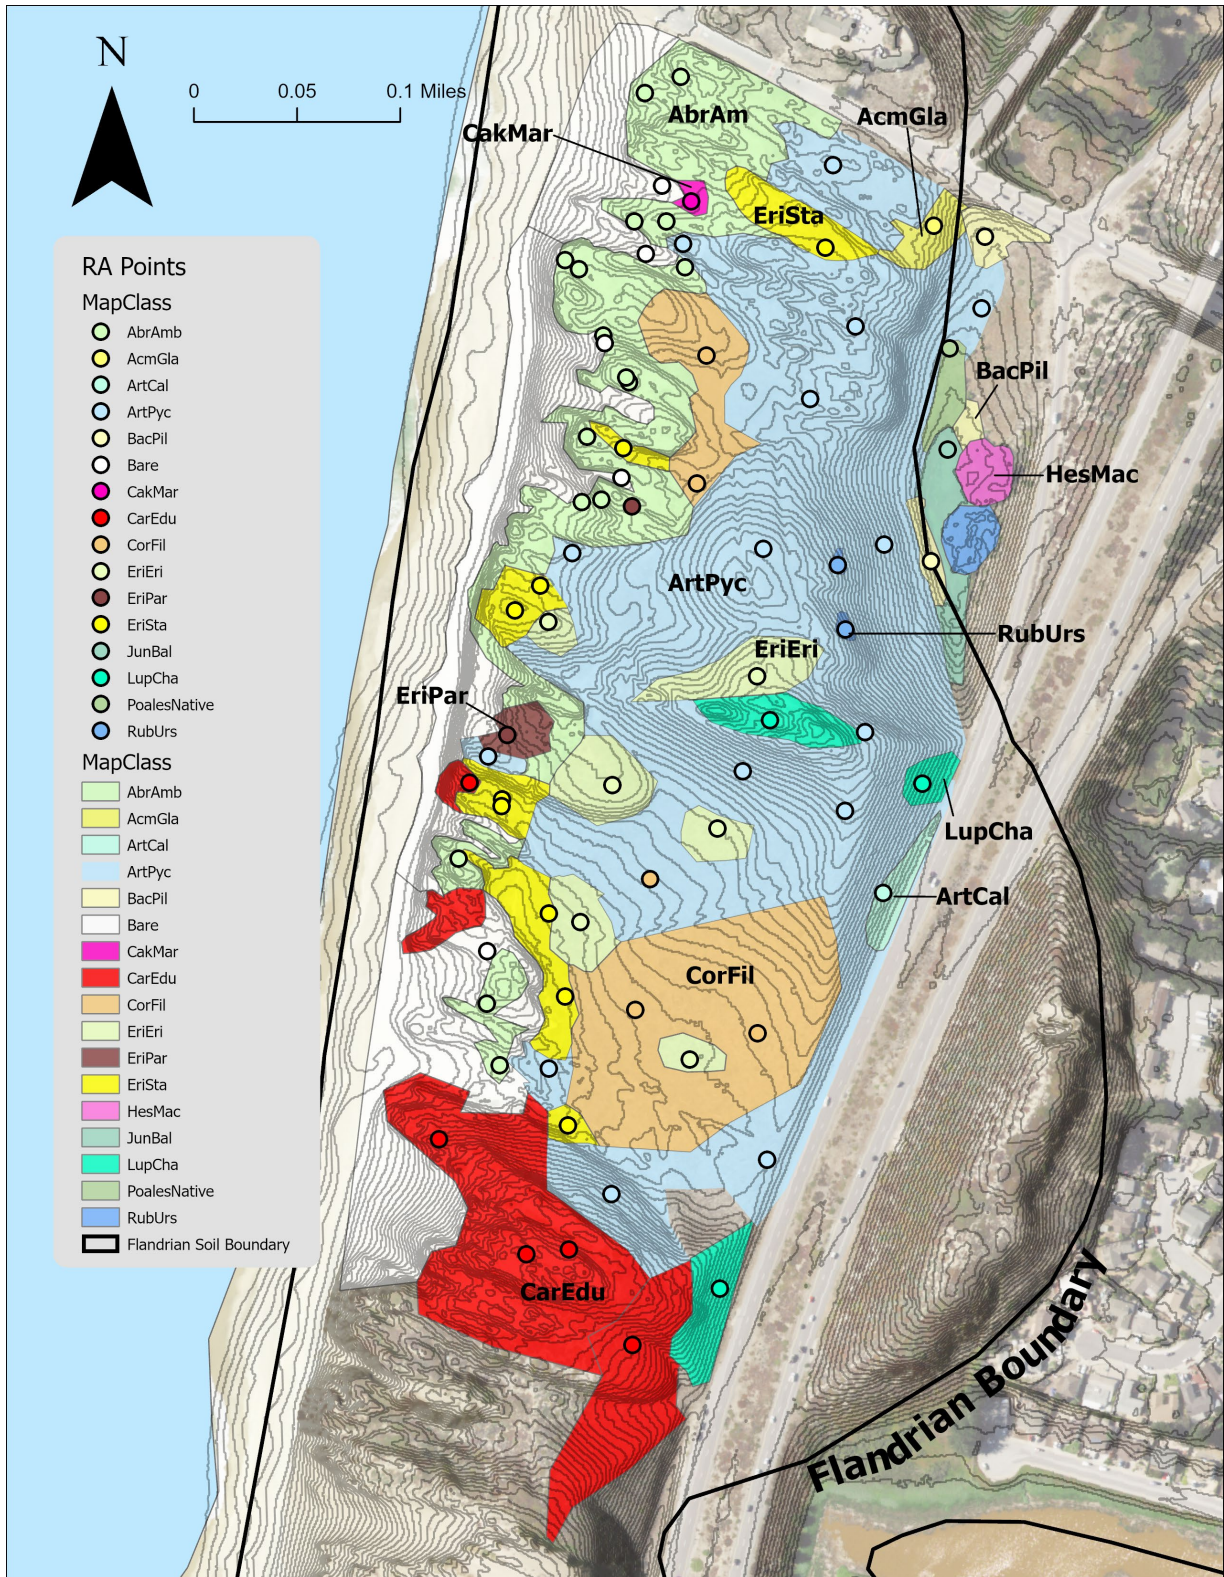 N
0 0.05 0.1 Miles
AbrAm
AcmGla
CakMar
EriSta
BacPil
HesMac
ArtPyc
RubUrs
EriEri
EriPar
LupCha
ArtCal
CorFil
CarEdu
Flandrian Boundary
RA Points
MapClass
AbrAmb
AcmGla
ArtCal
ArtPyc
BacPil
Bare
CakMar
CarEdu
CorFil
EriEri
EriPar
EriSta
JunBal
LupCha
PoalesNative
RubUrs
MapClass
AbrAmb
AcmGla
ArtCal
ArtPyc
BacPil
Bare
CakMar
CarEdu
CorFil
EriEri
EriPar
EriSta
HesMac
JunBal
LupCha
PoalesNative
RubUrs
Flandrian Soil Boundary